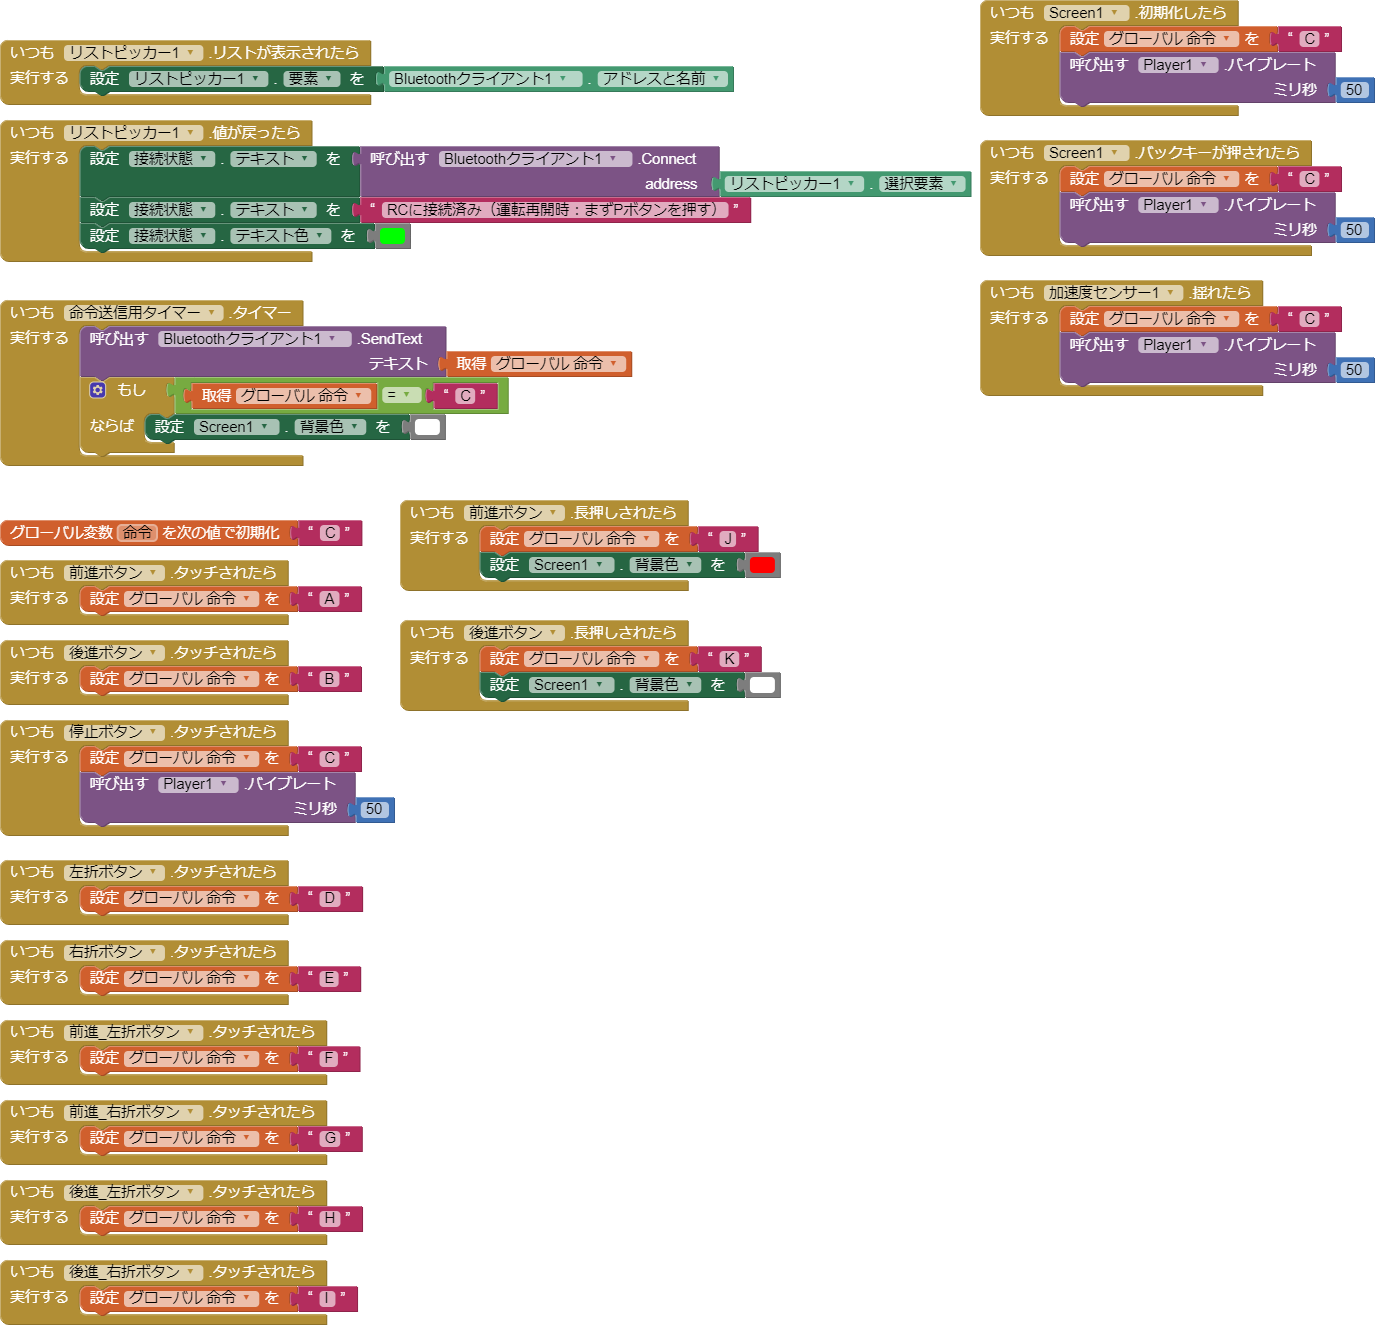 いつも リストピッカー1 .リストが表示されたら
実行する 設定 リストピッカー1 . 要素 を Bluetoothクライアント1 . アドレスと名前
いつも リストピッカー1 .値が戻ったら
実行する 設定 接続状態 . テキスト を 呼び出す Bluetoothクライアント1 .Connect
address リストピッカー1 . 選択要素
設定 接続状態 . テキスト を “ RCに接続済み（運転再開時：まずPボタンを押す） ”
設定 接続状態 . テキスト色 を
いつも 命令送信用タイマー .タイマー
実行する 呼び出す Bluetoothクライアント1 .SendText
テキスト 取得 グローバル 命令
もし 取得 グローバル 命令 = “ C ”
ならば 設定 Screen1 . 背景色 を
いつも Screen1 .初期化したら
実行する 設定 グローバル 命令 を “ C ”
呼び出す Player1 .バイブレート
ミリ秒 50
いつも Screen1 .バックキーが押されたら
実行する 設定 グローバル 命令 を “ C ”
呼び出す Player1 .バイブレート
ミリ秒 50
いつも 加速度センサー1 .揺れたら
実行する 設定 グローバル 命令 を “ C ”
呼び出す Player1 .バイブレート
ミリ秒 50
グローバル変数 命令 を次の値で初期化 “ C ”
いつも 前進ボタン .タッチされたら
実行する 設定 グローバル 命令 を “ A ”
いつも 後進ボタン .タッチされたら
実行する 設定 グローバル 命令 を “ B ”
いつも 停止ボタン .タッチされたら
実行する 設定 グローバル 命令 を “ C ”
呼び出す Player1 .バイブレート
ミリ秒 50
いつも 左折ボタン .タッチされたら
実行する 設定 グローバル 命令 を “ D ”
いつも 右折ボタン .タッチされたら
実行する 設定 グローバル 命令 を “ E ”
いつも 前進_左折ボタン .タッチされたら
実行する 設定 グローバル 命令 を “ F ”
いつも 前進_右折ボタン .タッチされたら
実行する 設定 グローバル 命令 を “ G ”
いつも 後進_左折ボタン .タッチされたら
実行する 設定 グローバル 命令 を “ H ”
いつも 後進_右折ボタン .タッチされたら
実行する 設定 グローバル 命令 を “ I ”
いつも 前進ボタン .長押しされたら
実行する 設定 グローバル 命令 を “ J ”
設定 Screen1 . 背景色 を
いつも 後進ボタン .長押しされたら
実行する 設定 グローバル 命令 を “ K ”
設定 Screen1 . 背景色 を